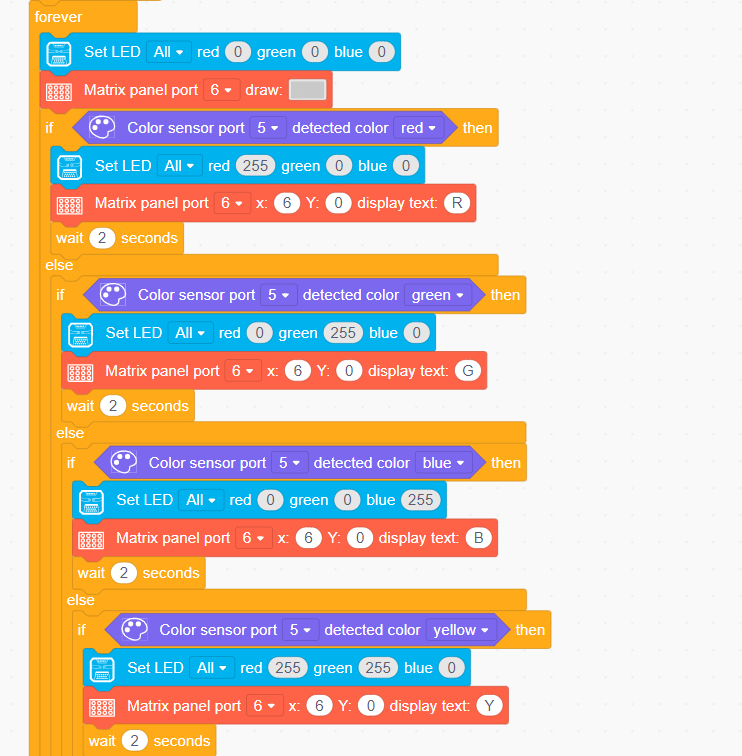 forever
Set LED All red 0 green 0 blue 0
Matrix panel port 6 draw:
if Color sensor port 5 detected color red then
Set LED All red 255 green 0 blue 0
Matrix panel port 6 x: 6 Y: 0 display text: R
wait 2 seconds
else
if Color sensor port 5 detected color green then
Set LED All red 0 green 255 blue 0
Matrix panel port 6 x: 6 Y: 0 display text: G
wait 2 seconds
else
if Color sensor port 5 detected color blue then
Set LED All red 0 green 0 blue 255
Matrix panel port 6 x: 6 Y: 0 display text: B
wait 2 seconds
else
if Color sensor port 5 detected color yellow then
Set LED All red 255 green 255 blue 0
Matrix panel port 6 x: 6 Y: 0 display text: Y
wait 2 seconds